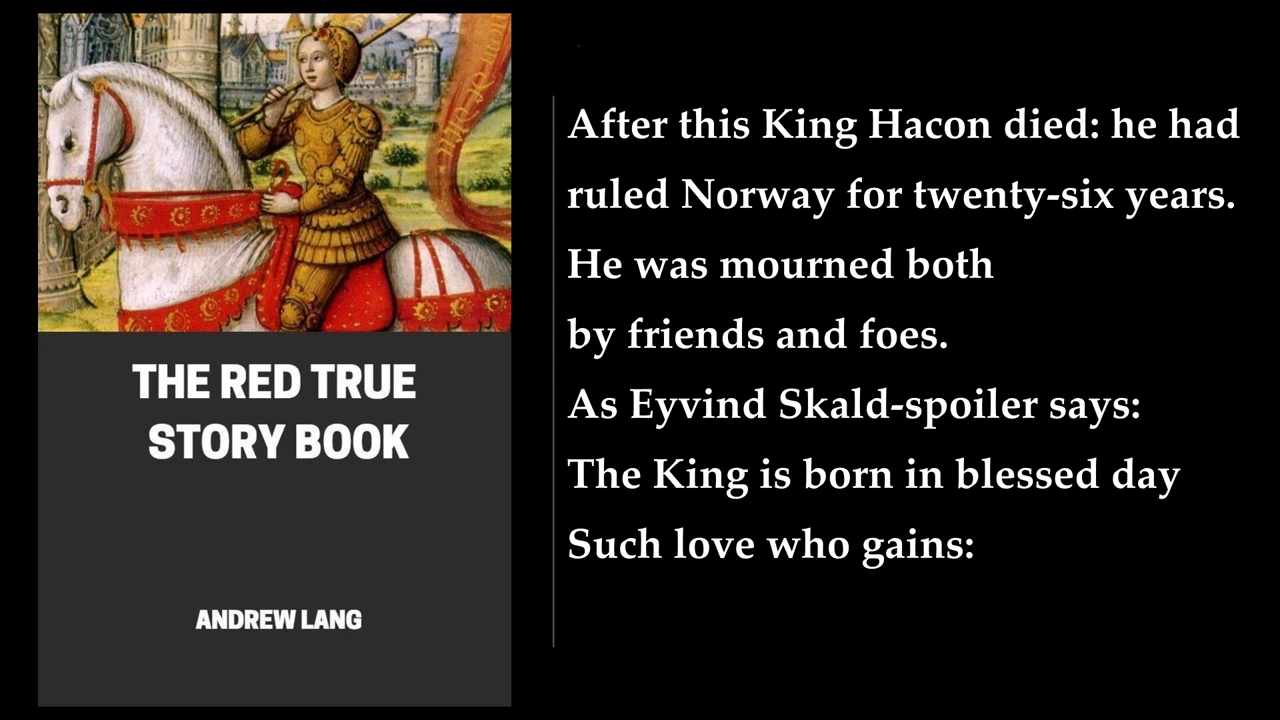 THE RED TRUE
STORY BOOK
ANDREW LANG
After this King Hacon died: he had
ruled Norway for twenty-six years.
He was mourned both
by friends and foes.
As Eyvind Skald-spoiler says:
The King is born in blessed day
Such love who gains: